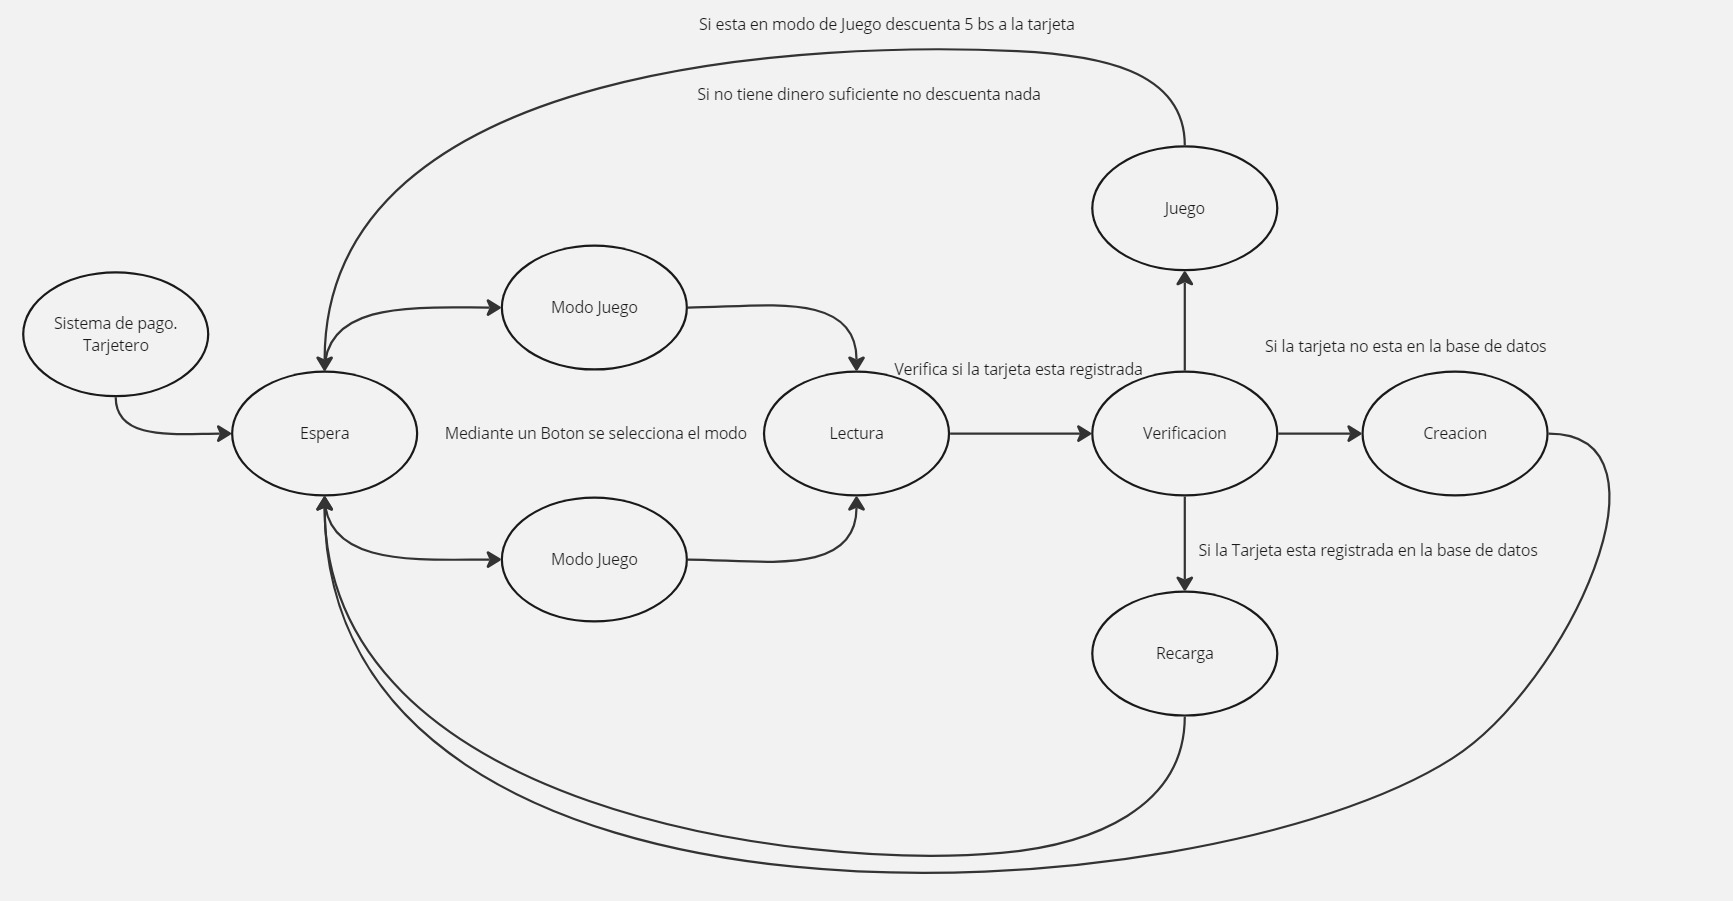 Si esta en modo de Juego descuenta 5 bs a la tarjeta
Si no tiene dinero suficiente no descuenta nada
Juego
Modo Juego
Sistema de pago.
Tarjetero
Si la tarjeta no esta en la base de datos
Verifica si la tarjeta esta registrada
Espera
Mediante un Boton se selecciona el modo
Lectura
Verificacion
Creacion
Modo Juego
Si la Tarjeta esta registrada en la base de datos
Recarga